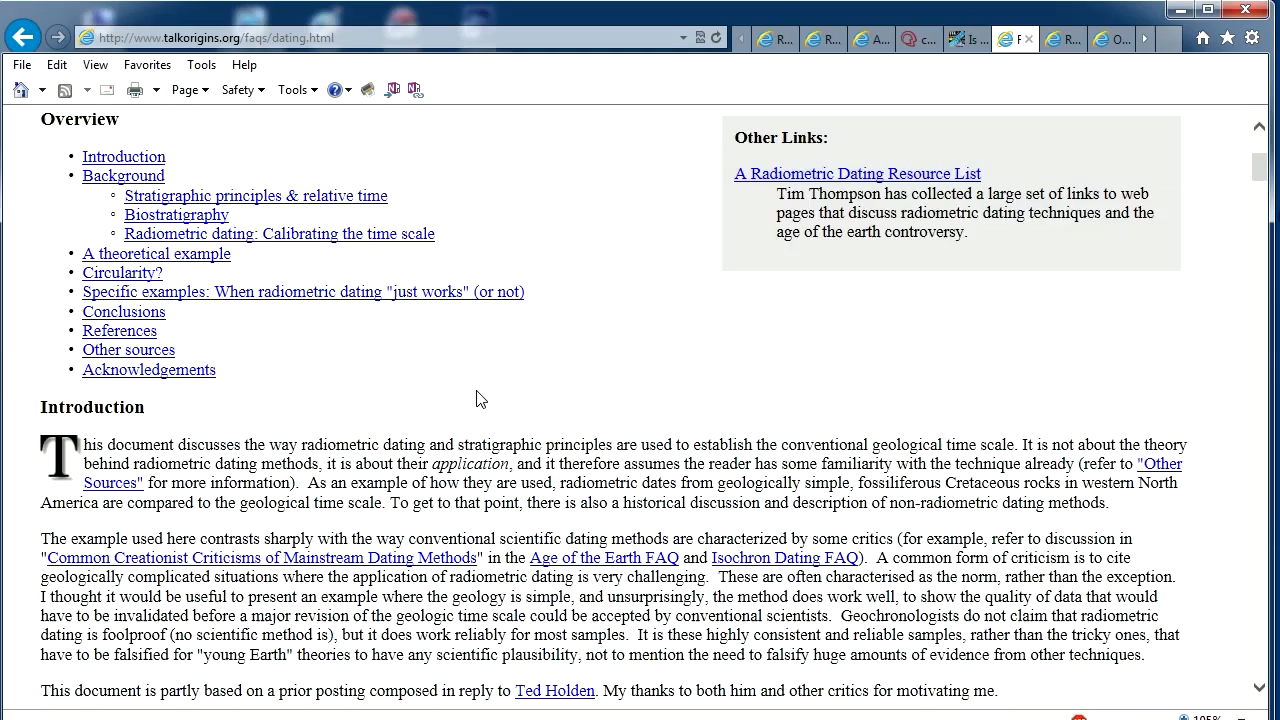 http://www.talkorigins.org/faqs/dating.html
R...
R...
A...
c...
Is ...
R...
O...
File Edit View Favorites Tools Help
Page Safety Tools
Overview
• Introduction
• Background
◦ Stratigraphic principles & relative time
◦ Biostratigraphy
◦ Radiometric dating: Calibrating the time scale
• A theoretical example
• Circularity?
• Specific examples: When radiometric dating "just works" (or not)
• Conclusions
• References
• Other sources
• Acknowledgements
Other Links:
A Radiometric Dating Resource List
Tim Thompson has collected a large set of links to web
pages that discuss radiometric dating techniques and the
age of the earth controversy.
Introduction
This document discusses the way radiometric dating and stratigraphic principles are used to establish the conventional geological time scale. It is not about the theory
behind radiometric dating methods, it is about their application, and it therefore assumes the reader has some familiarity with the technique already (refer to "Other
Sources" for more information). As an example of how they are used, radiometric dates from geologically simple, fossiliferous Cretaceous rocks in western North
America are compared to the geological time scale. To get to that point, there is also a historical discussion and description of non-radiometric dating methods.
The example used here contrasts sharply with the way conventional scientific dating methods are characterized by some critics (for example, refer to discussion in
"Common Creationist Criticisms of Mainstream Dating Methods" in the Age of the Earth FAQ and Isochron Dating FAQ). A common form of criticism is to cite
geologically complicated situations where the application of radiometric dating is very challenging. These are often characterised as the norm, rather than the exception.
I thought it would be useful to present an example where the geology is simple, and unsurprisingly, the method does work well, to show the quality of data that would
have to be invalidated before a major revision of the geologic time scale could be accepted by conventional scientists. Geochronologists do not claim that radiometric
dating is foolproof (no scientific method is), but it does work reliably for most samples. It is these highly consistent and reliable samples, rather than the tricky ones, that
have to be falsified for "young Earth" theories to have any scientific plausibility, not to mention the need to falsify huge amounts of evidence from other techniques.
This document is partly based on a prior posting composed in reply to Ted Holden. My thanks to both him and other critics for motivating me.